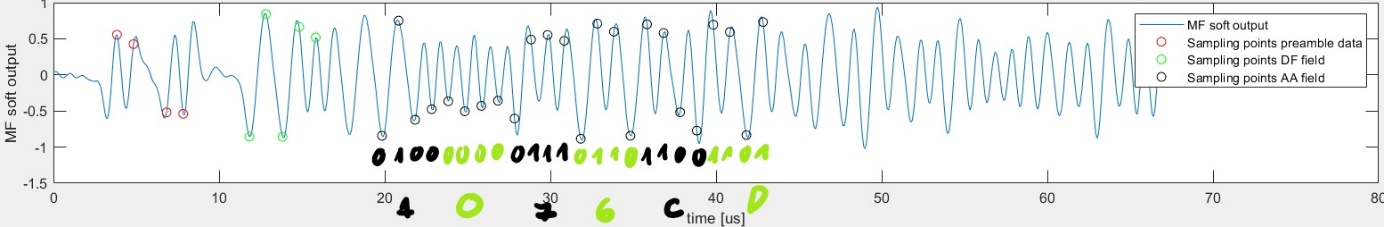 MF soft output
1
0.5
0
-0.5
-1
-1.5
MF soft output
Sampling points preamble data
Sampling points DF field
Sampling points AA field
0100 0000 0111 0110 1100 1101
0 10 20 30 40 50 60 70 80
4 0 7 6 C D
time [us]